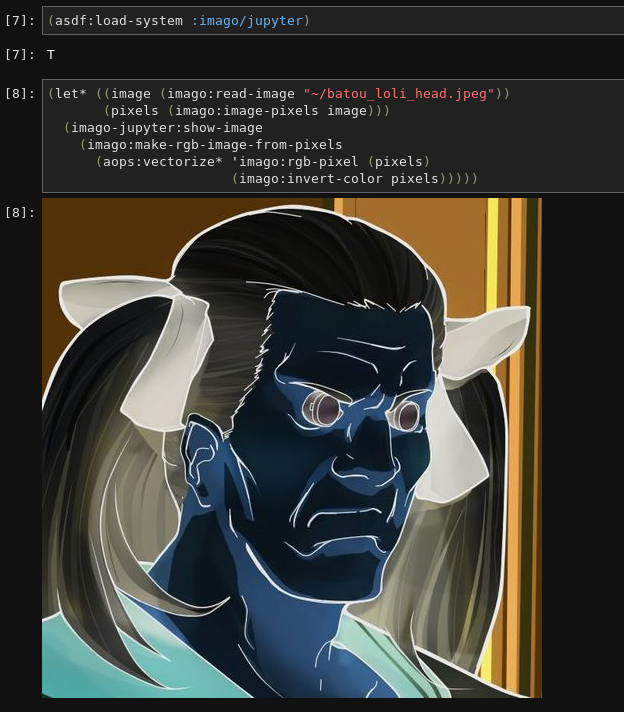 [7]: (asdf:load-system :imago/jupyter)
[7]: T
[8]: (let* ((image (imago:read-image "~/batou_loli_head.jpeg"))
(pixels (imago:image-pixels image)))
(imago-jupyter:show-image
(imago:make-rgb-image-from-pixels
(aops:vectorize* 'imago:rgb-pixel (pixels)
(imago:invert-color pixels)))))
[8]: